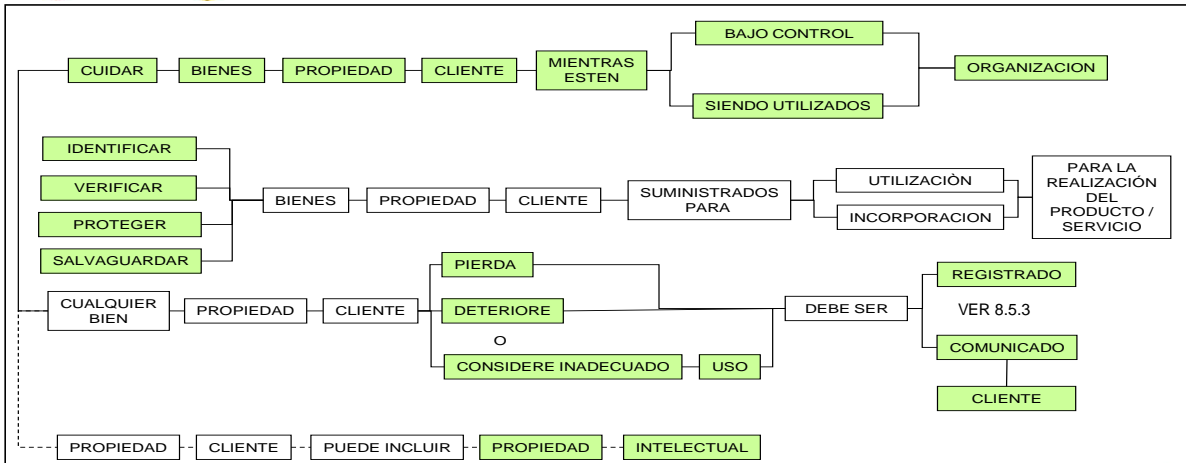 BAJO CONTROL
CUIDAR BIENES PROPIEDAD CLIENTE MIENTRAS
ESTEN
ORGANIZACION
SIENDO UTILIZADOS
IDENTIFICAR
VERIFICAR
PROTEGER
SALVAGUARDAR
BIENES PROPIEDAD CLIENTE SUMINISTRADOS
PARA
UTILIZACIÒN
INCORPORACION
PARA LA
REALIZACIÓN
DEL
PRODUCTO /
SERVICIO
CUALQUIER
BIEN
PROPIEDAD CLIENTE
PIERDA
DETERIORE
O
CONSIDERE INADECUADO USO
DEBE SER
REGISTRADO
VER 8.5.3
COMUNICADO
CLIENTE
PROPIEDAD CLIENTE PUEDE INCLUIR PROPIEDAD INTELECTUAL